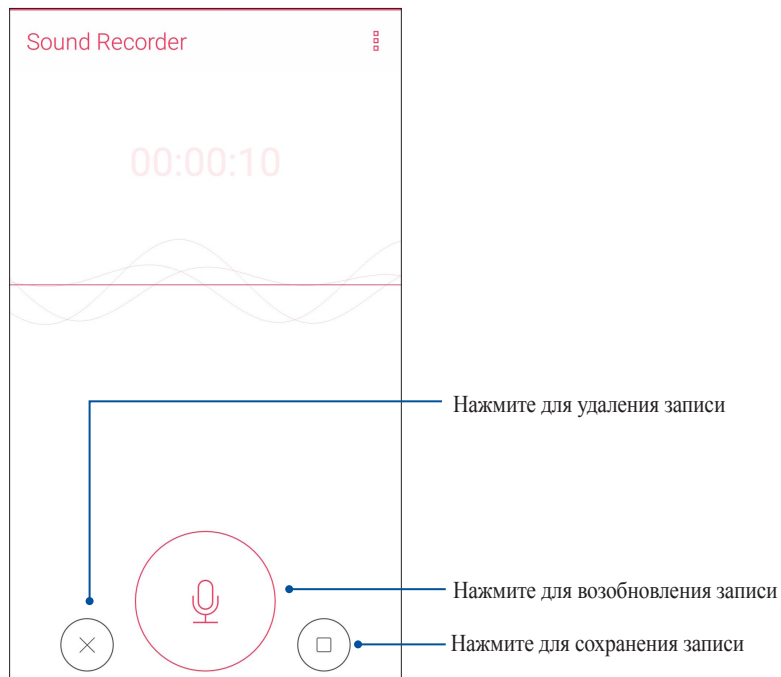 Sound Recorder
00:00:10
Нажмите для удаления записи
Нажмите для возобновления записи
Нажмите для сохранения записи